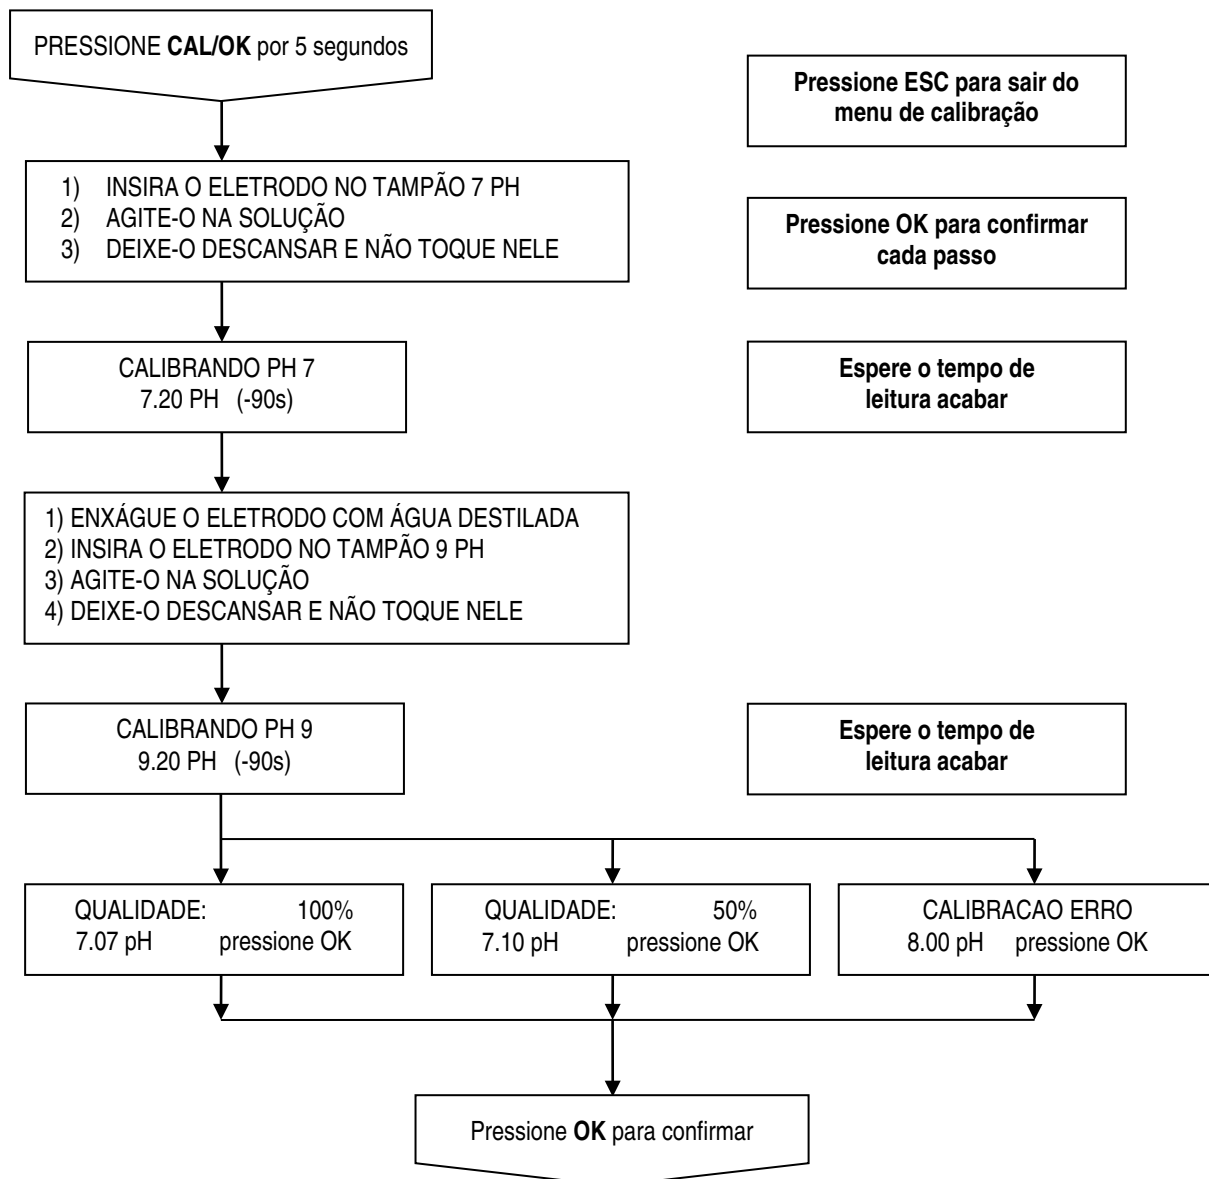 PRESSIONE CAL/OK por 5 segundos
Pressione ESC para sair do
menu de calibração
1) INSIRA O ELETRODO NO TAMPÃO 7 PH
2) AGITE-O NA SOLUÇÃO
3) DEIXE-O DESCANSAR E NÃO TOQUE NELE
Pressione OK para confirmar
cada passo
CALIBRANDO PH 7
7.20 PH (-90s)
Espere o tempo de
leitura acabar
1) ENXÁGUE O ELETRODO COM ÁGUA DESTILADA
2) INSIRA O ELETRODO NO TAMPÃO 9 PH
3) AGITE-O NA SOLUÇÃO
4) DEIXE-O DESCANSAR E NÃO TOQUE NELE
CALIBRANDO PH 9
9.20 PH (-90s)
Espere o tempo de
leitura acabar
QUALIDADE: 100%
7.07 pH pressione OK
QUALIDADE: 50%
7.10 pH pressione OK
CALIBRACAO ERRO
8.00 pH pressione OK
Pressione OK para confirmar